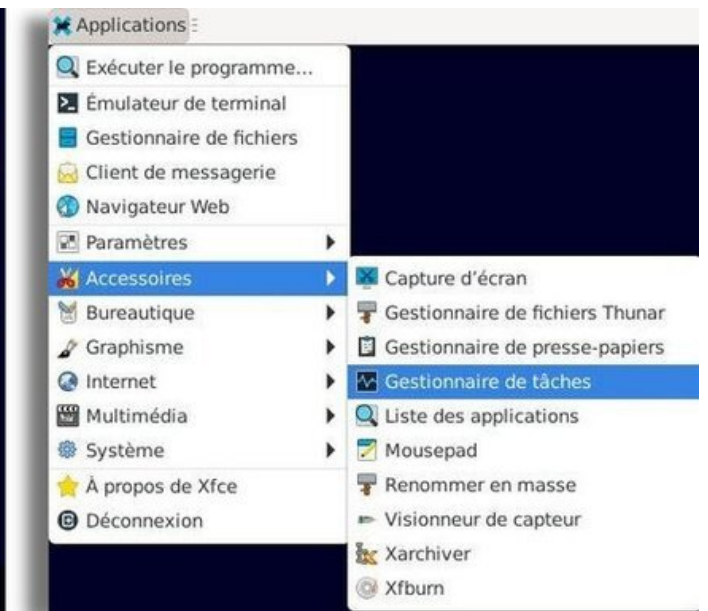 Applications
Exécuter le programme...
Émulateur de terminal
Gestionnaire de fichiers
Client de messagerie
Navigateur Web
Paramètres
Accessoires
Bureautique
Graphisme
Internet
Multimédia
Système
À propos de Xfce
Déconnexion
Capture d'écran
Gestionnaire de fichiers Thunar
Gestionnaire de presse-papiers
Gestionnaire de tâches
Liste des applications
Mousepad
Renommer en masse
Visionneur de capteur
Xarchiver
Xfburn